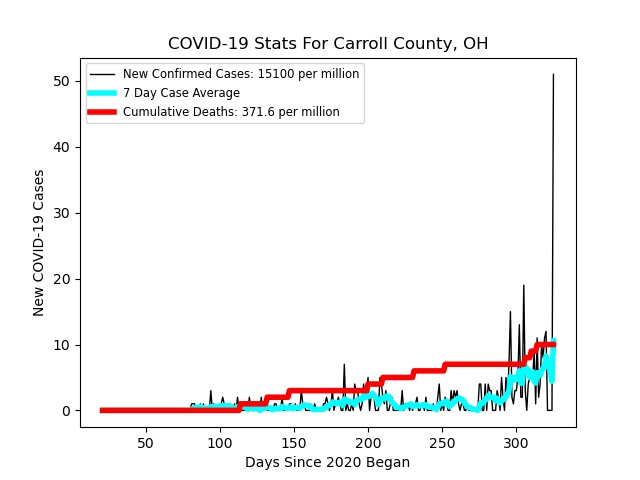 COVID-19 Stats For Carroll County, OH
New Confirmed Cases: 15100 per million
7 Day Case Average
Cumulative Deaths: 371.6 per million
New COVID-19 Cases
50
40
30
20
10
0
50 100 150 200 250 300
Days Since 2020 Began